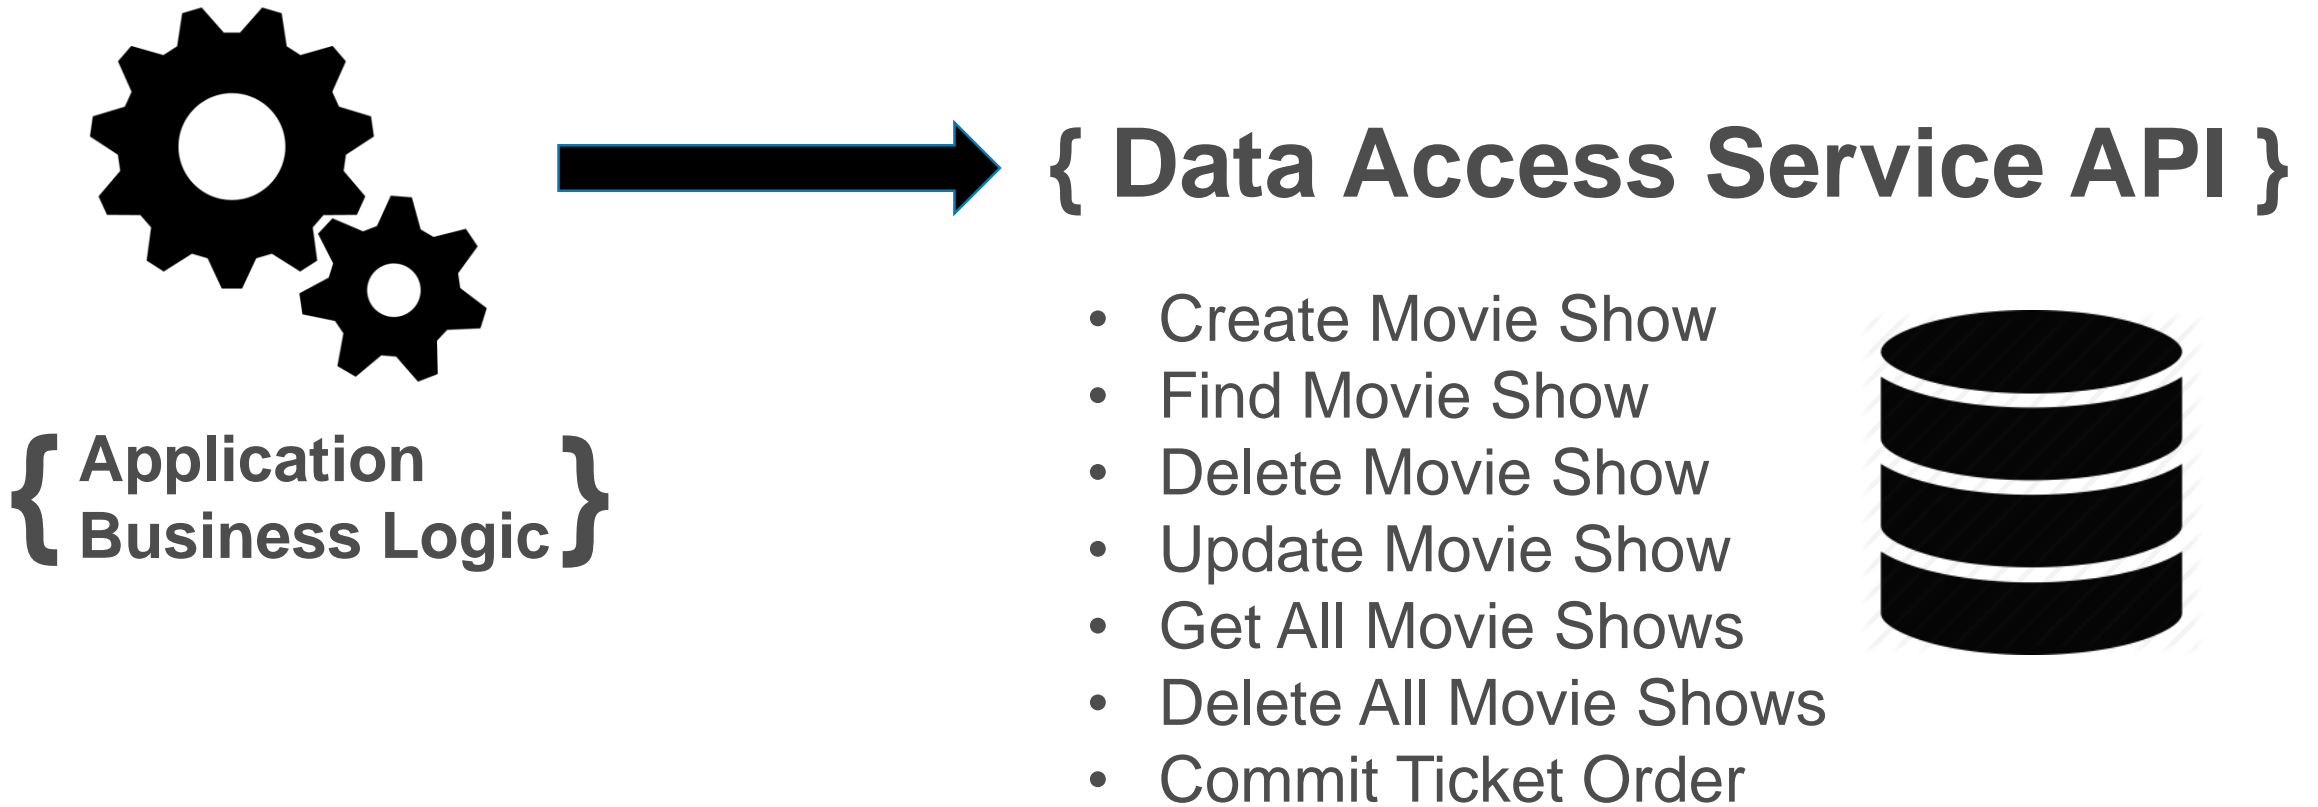 { Data Access Service API }
{ Application
Business Logic }
• Create Movie Show
• Find Movie Show
• Delete Movie Show
• Update Movie Show
• Get All Movie Shows
• Delete All Movie Shows
• Commit Ticket Order